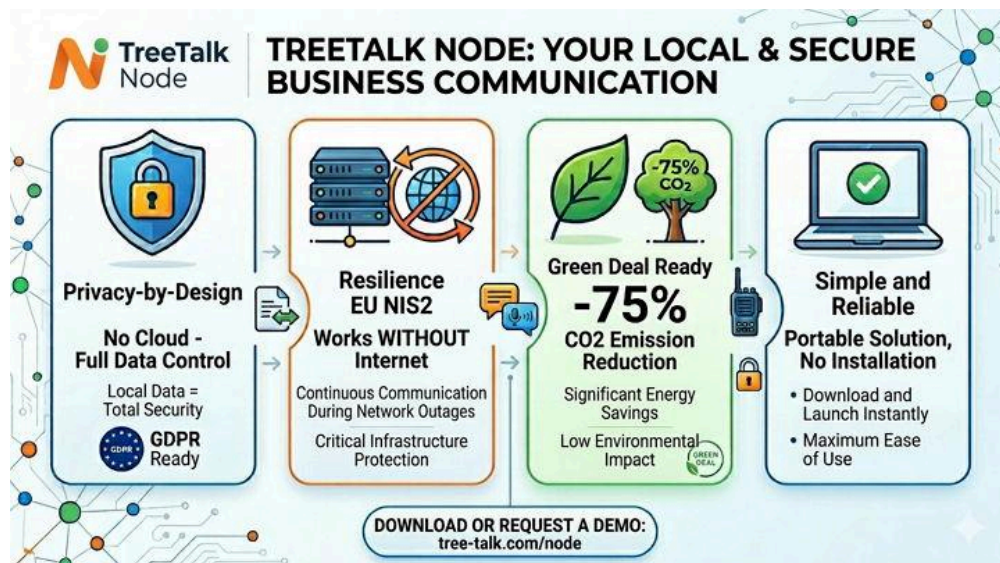 TreeTalk
Node
TREETALK NODE: YOUR LOCAL & SECURE
BUSINESS COMMUNICATION
Privacy-by-Design
No Cloud -
Full Data Control
Local Data =
Total Security
GDPR
GDPR
Ready
Resilience
EU NIS2
Works WITHOUT
Internet
Continuous Communication
During Network Outages
Critical Infrastructure
Protection
-75%
CO₂
Green Deal Ready
-75%
CO2 Emission
Reduction
Significant Energy
Savings
Low Environmental
Impact
GREEN
DEAL
Simple and
Reliable
Portable Solution,
No Installation
• Download and
Launch Instantly
• Maximum Ease
of Use
DOWNLOAD OR REQUEST A DEMO:
tree-talk.com/node